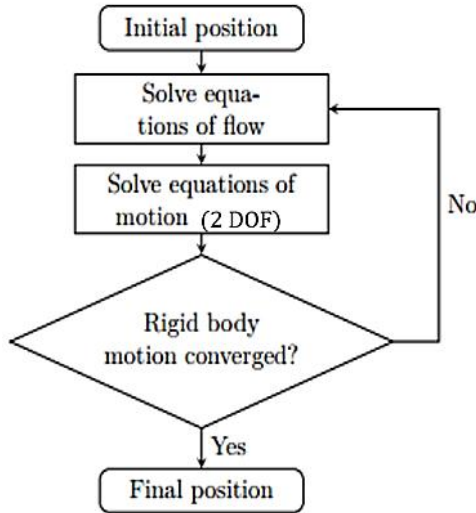 Initial position
Solve equa-
tions of flow
Solve equations of
motion (2 DOF)
No
Rigid body
motion converged?
Yes
Final position